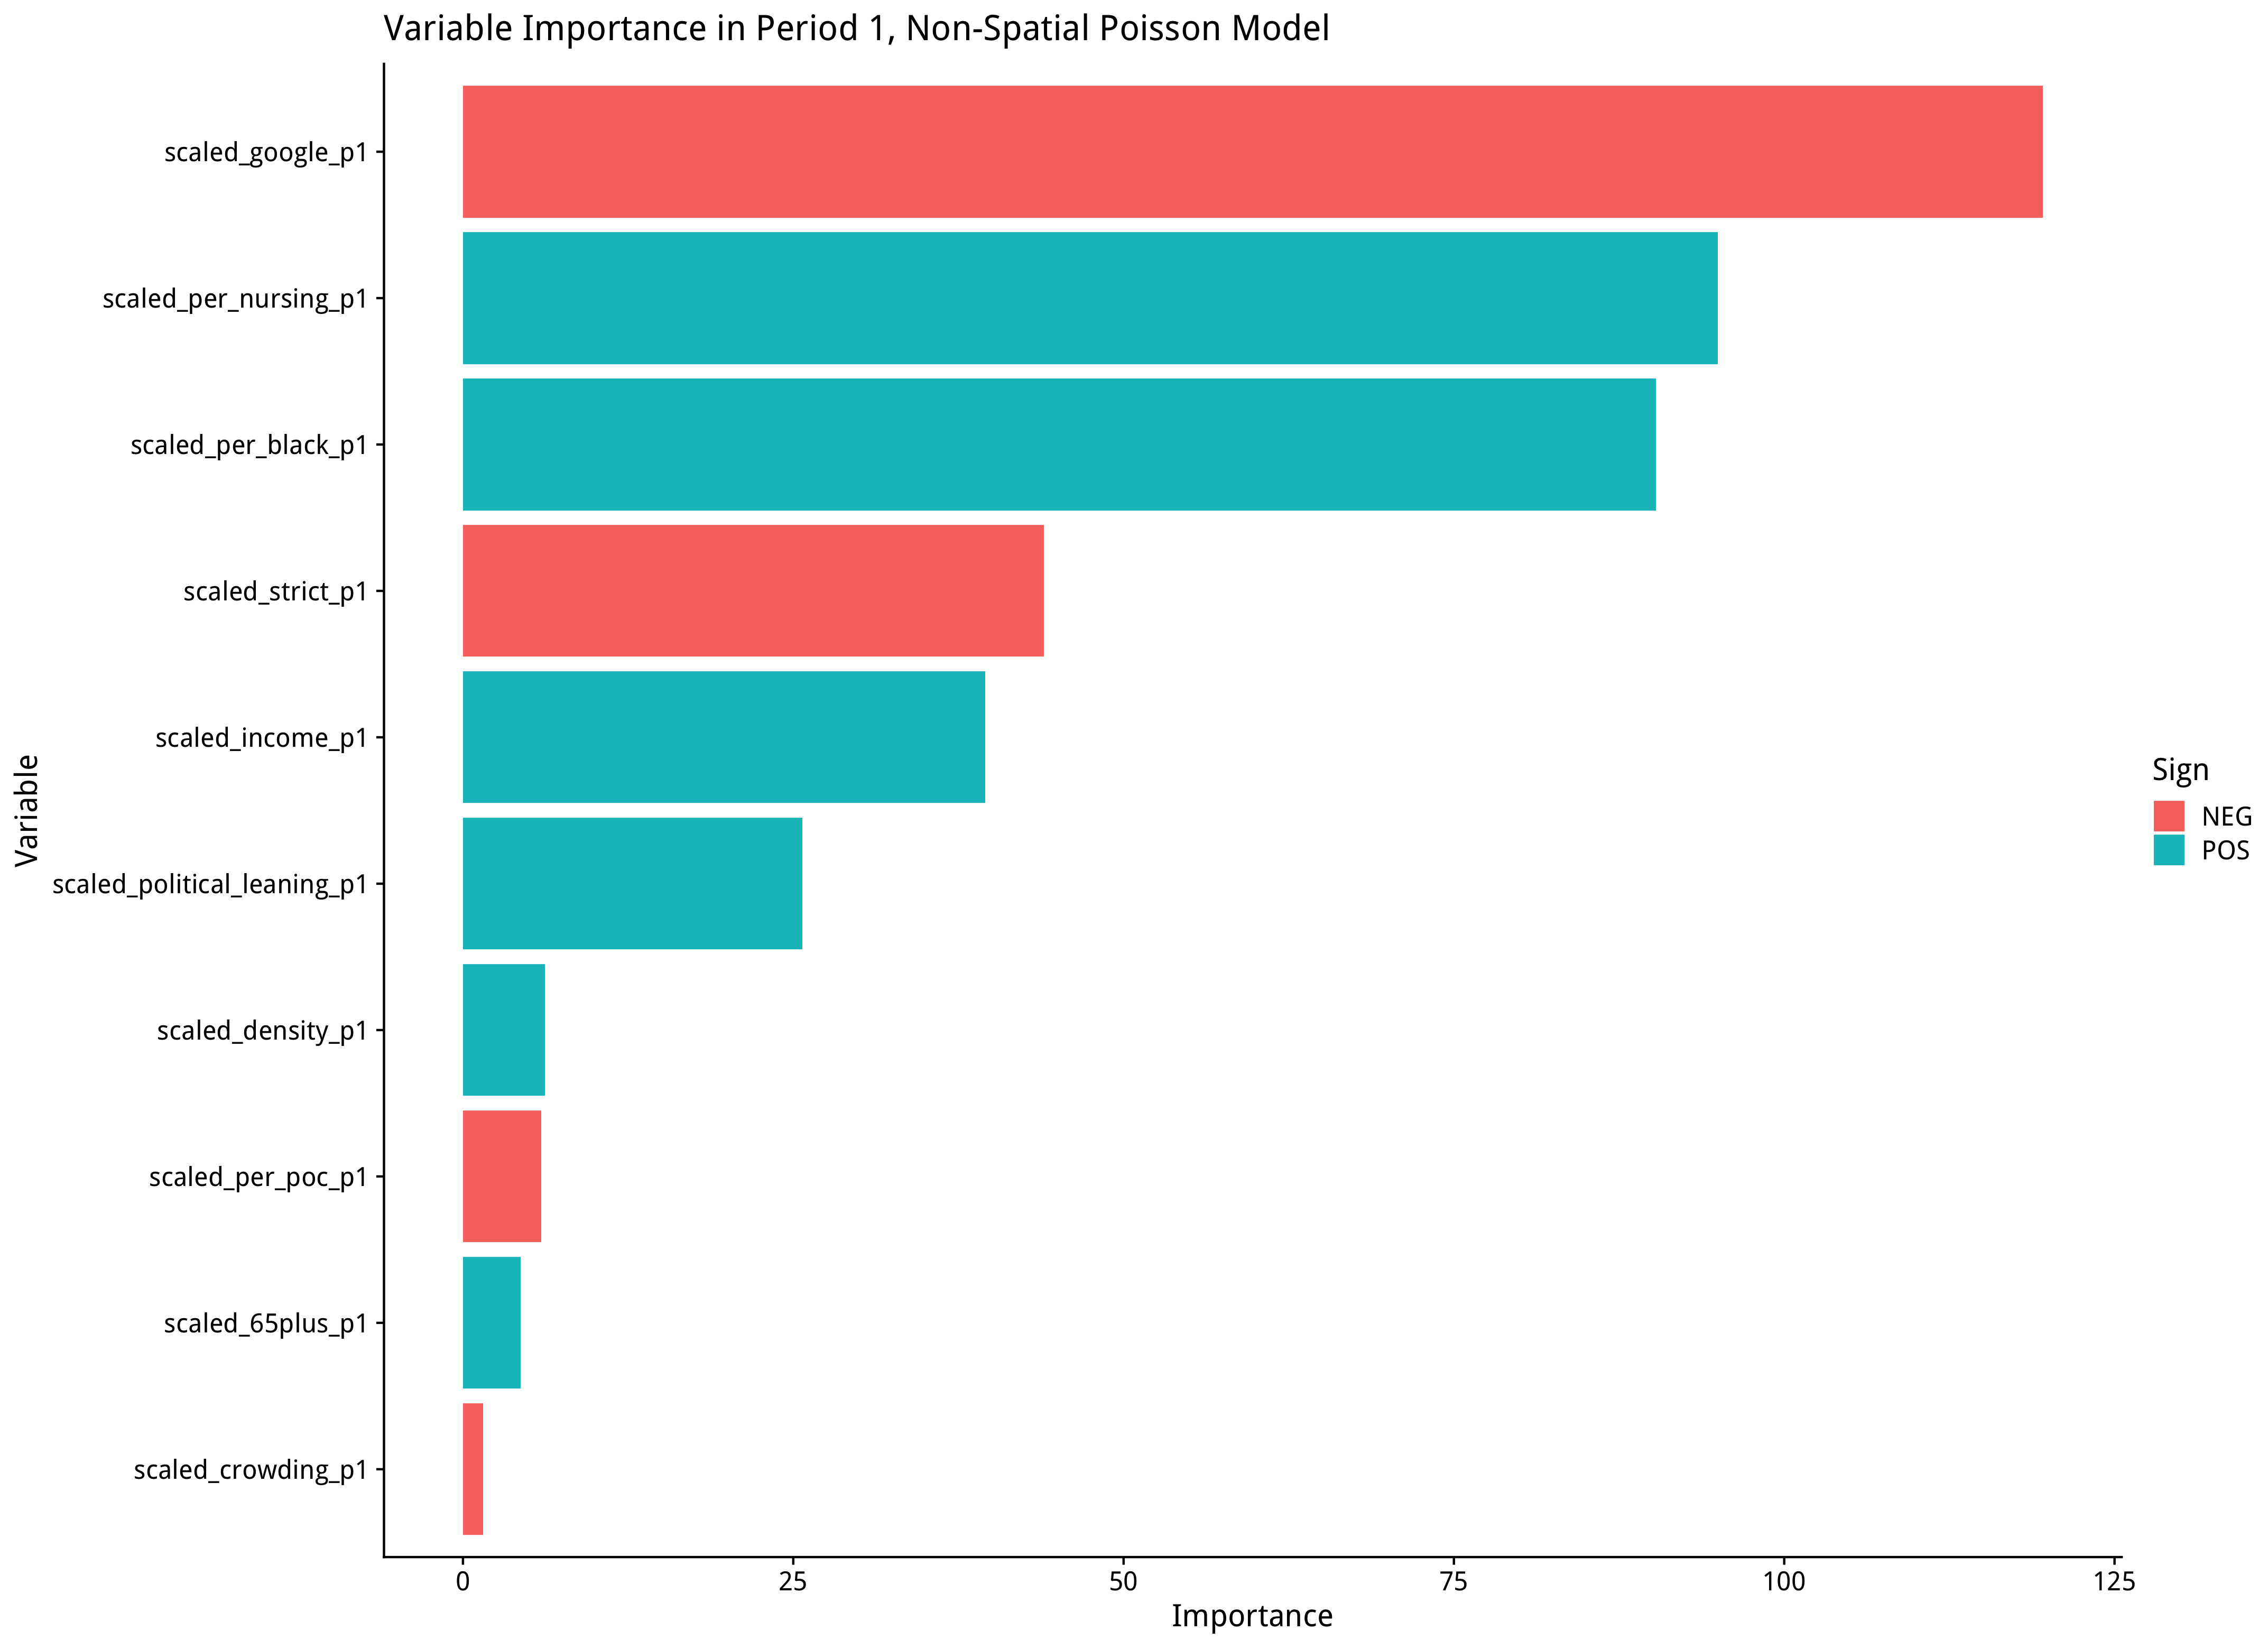 Variable Importance in Period 1, Non-Spatial Poisson Model
scaled_google_p1
scaled_per_nursing_p1
scaled_per_black_p1
scaled_strict_p1
scaled_income_p1
scaled_political_leaning_p1
scaled_density_p1
scaled_per_poc_p1
scaled_65plus_p1
scaled_crowding_p1
Variable
0 25 50 75 100 125
Importance
Sign
NEG
POS